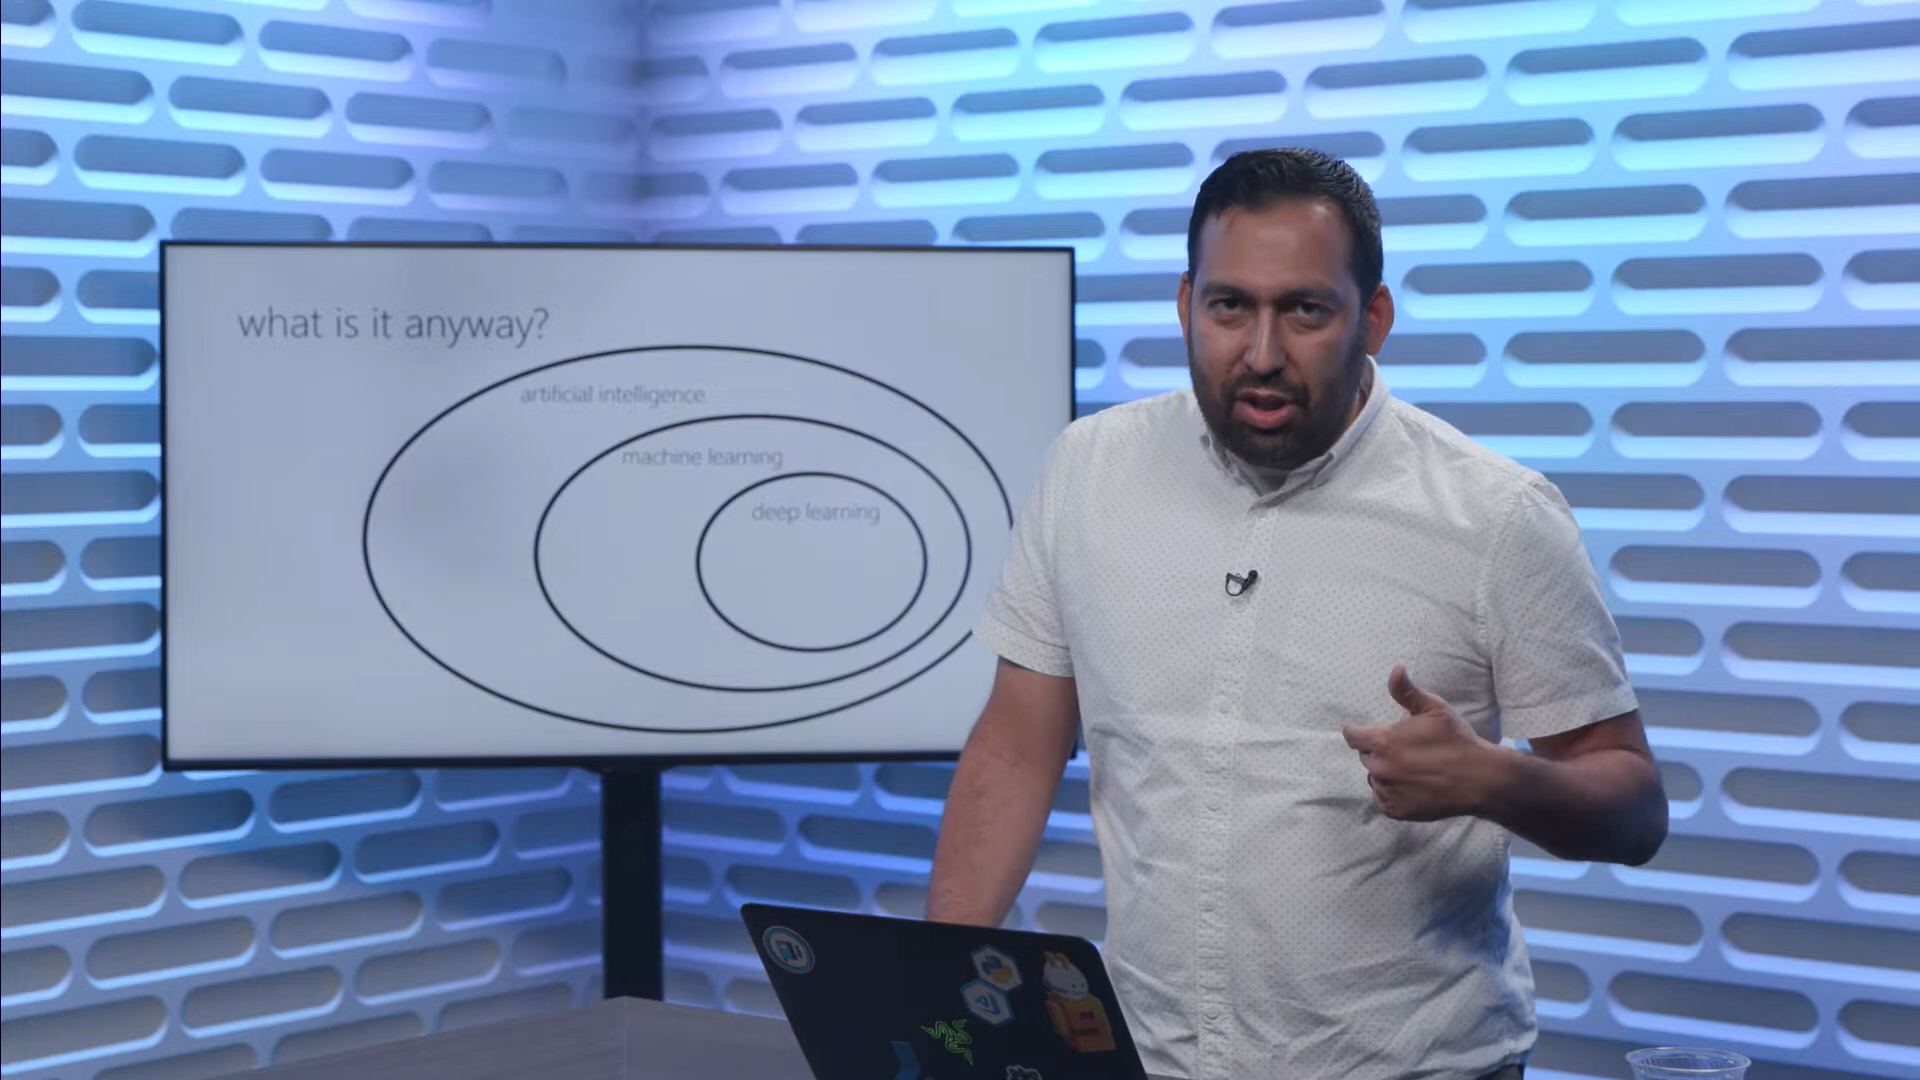 what is it anyway?
artificial intelligence
machine learning
deep learning